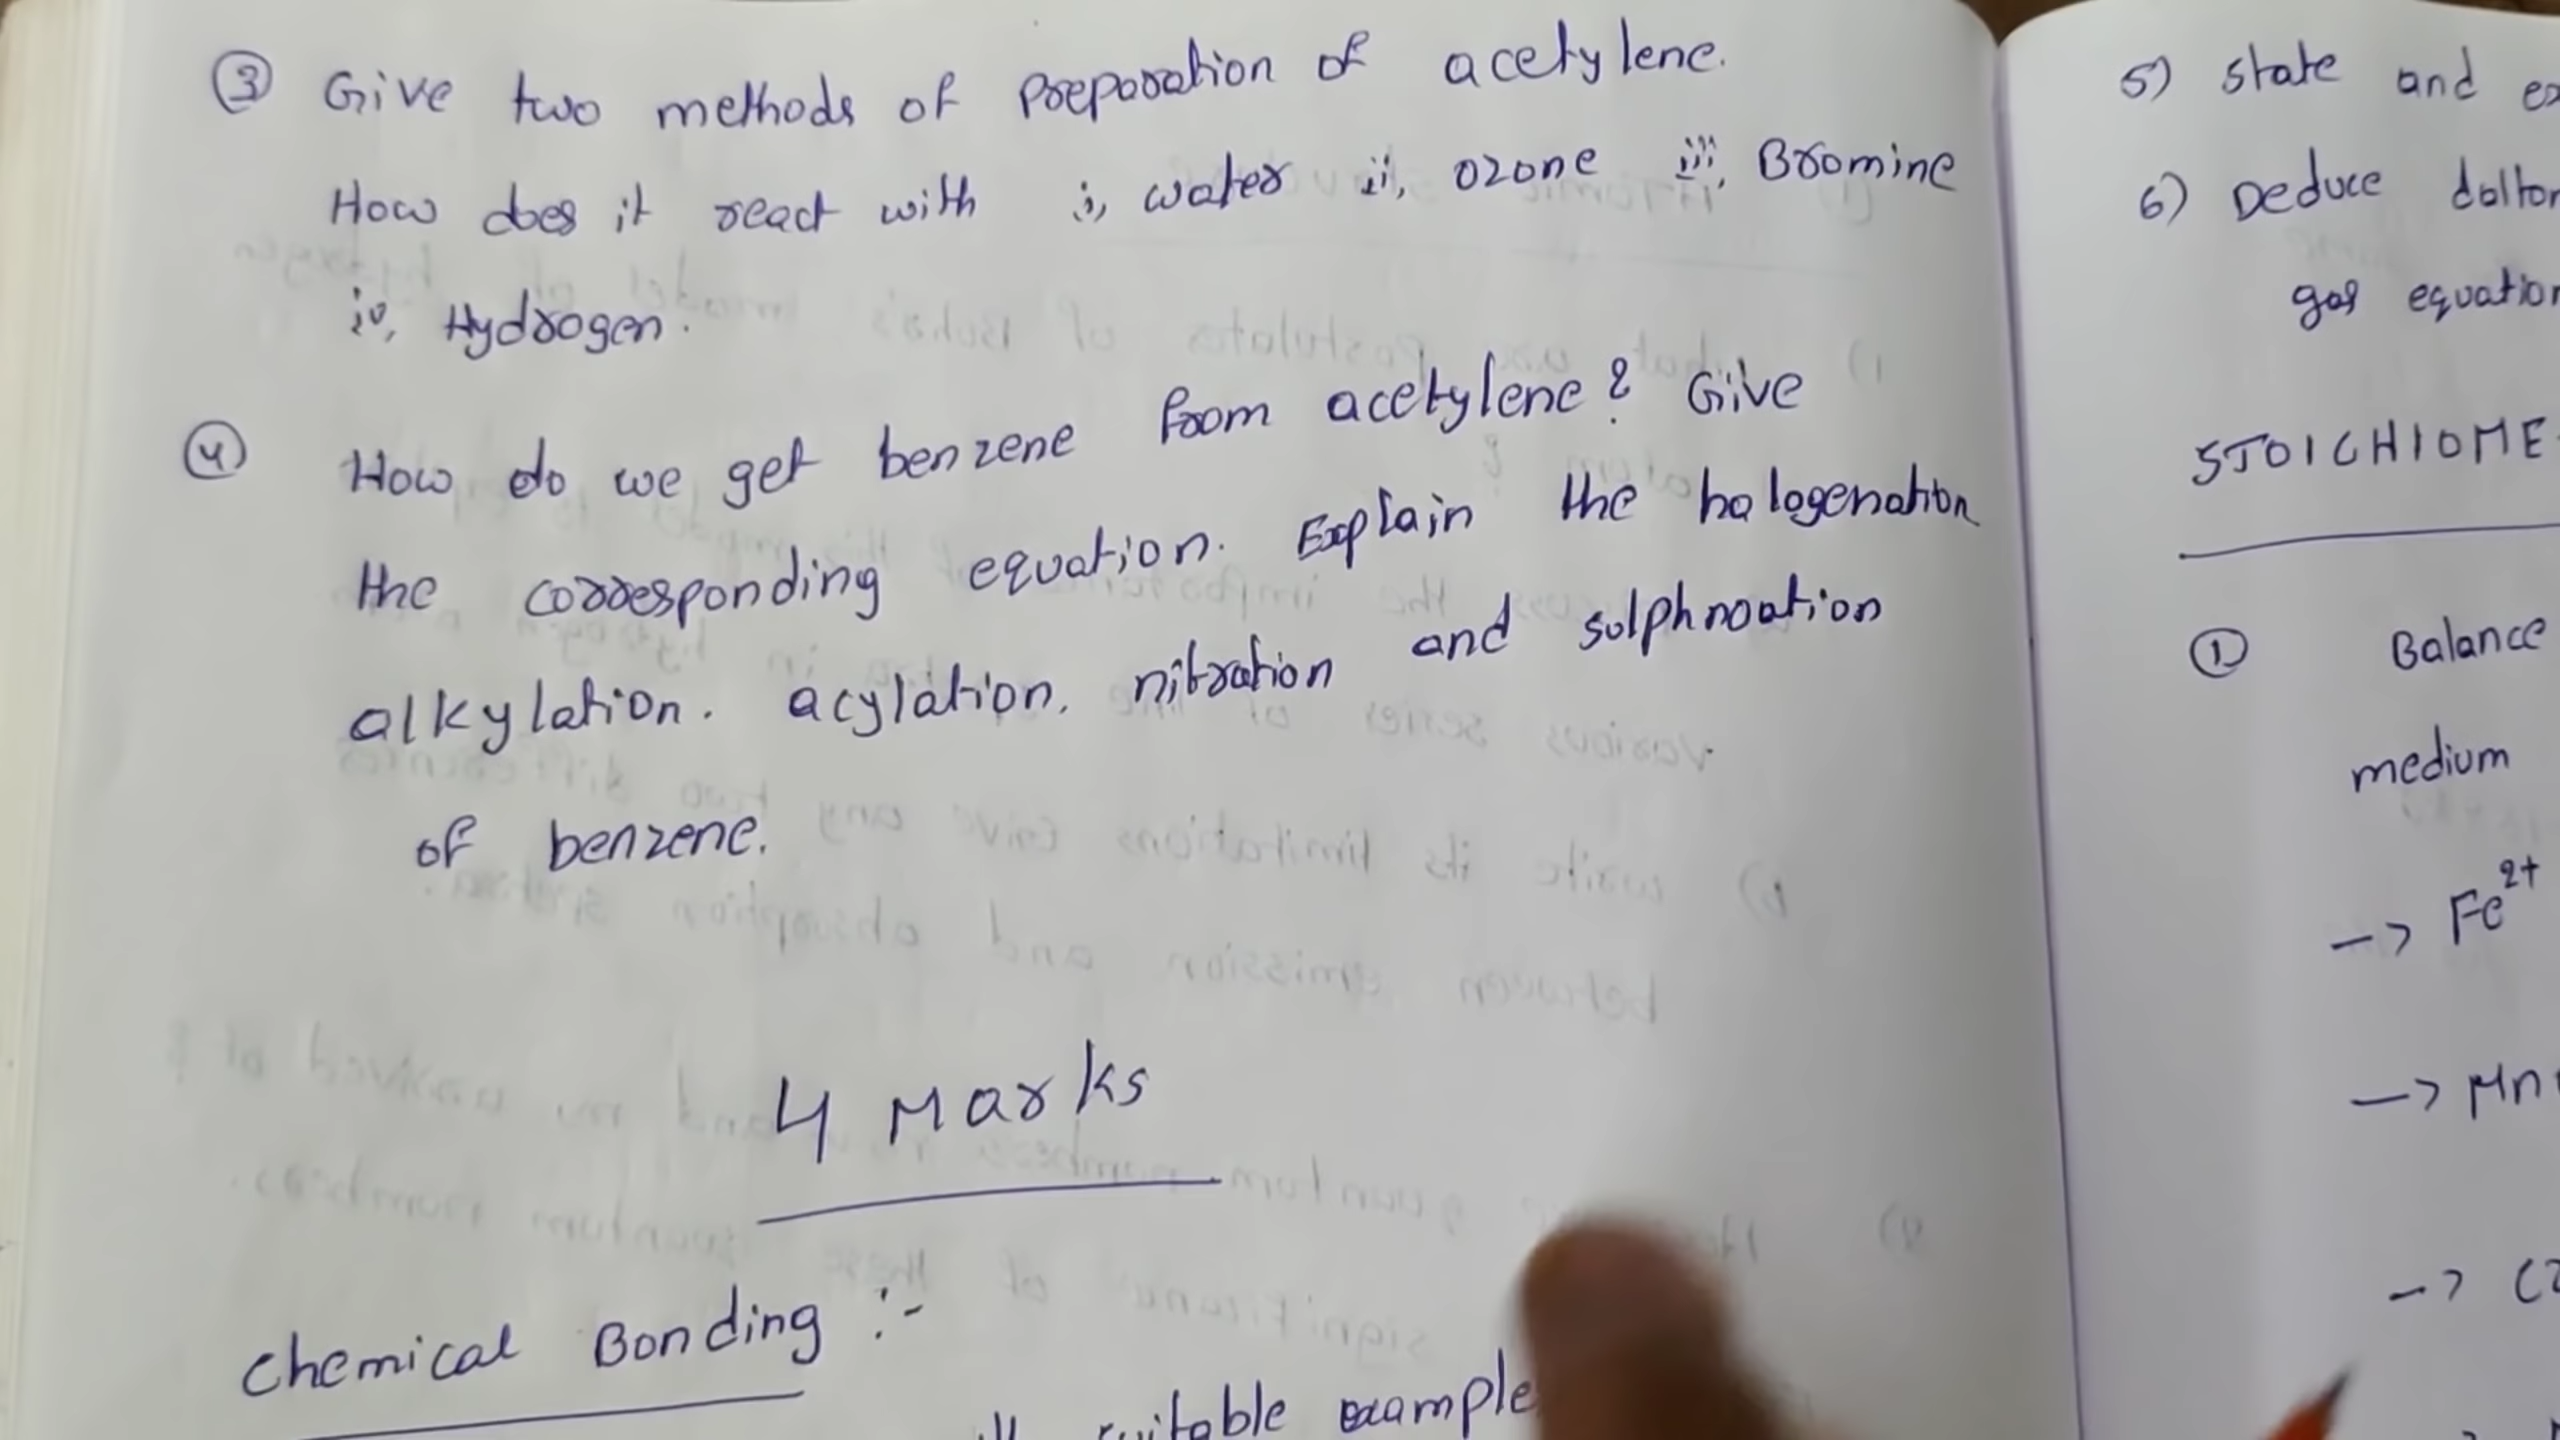 ③ Give two methods of preparation of acetylene.
How does it react with i, water ii, ozone iii, Bromine
iv, Hydrogen.
④ How do we get benzene from acetylene? Give
the corresponding equation. Explain the halogenation
alkylation. acylation, nitration and sulphnoation
of benzene.
4 Marks
Chemical Bonding :-
suitable example
5) state and
6) Deduce
gas equation
STOICHIOME
① Balance
medium
-> Fe²⁺
-> Mn
->